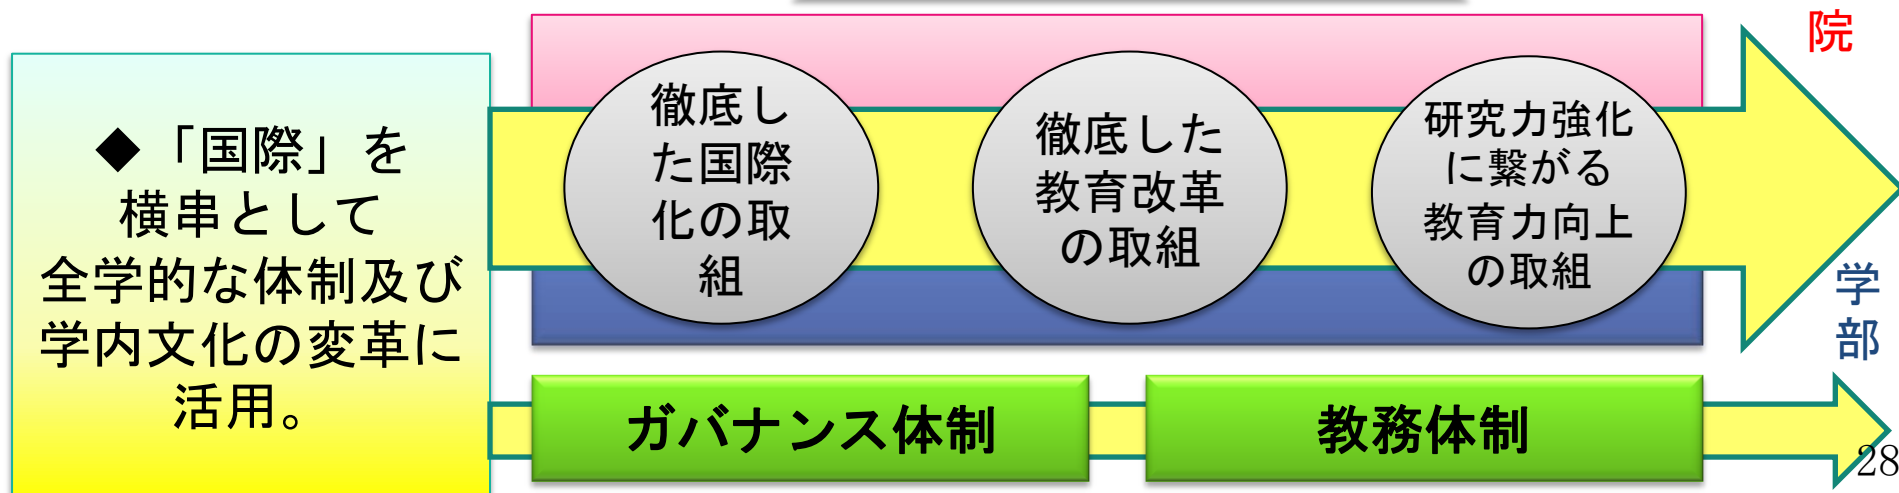 ◆「国際」を
横串として
全学的な体制及び
学内文化の変革に
活用。
徹底し
た国際
化の取
組
徹底した
教育改革
の取組
研究力強化
に繋がる
教育力向上
の取組
院
学
部
ガバナンス体制
教務体制
28